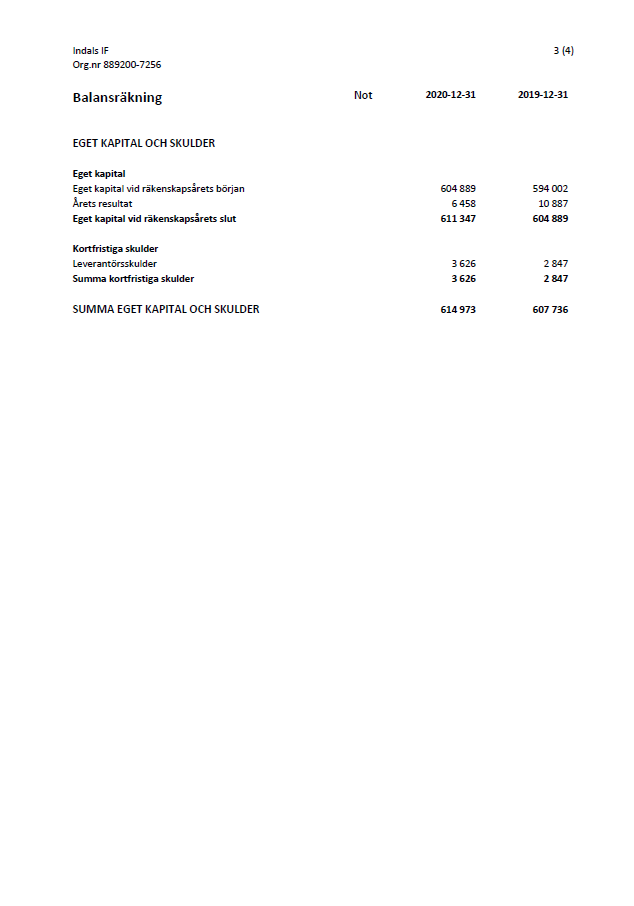 Indals IF 3 (4)
Org.nr 889200-7256
Balansräkning Not 2020-12-31 2019-12-31
EGET KAPITAL OCH SKULDER
Eget kapital
Eget kapital vid räkenskapsårets början 604 889 594 002
Årets resultat 6 458 10 887
Eget kapital vid räkenskapsårets slut 611 347 604 889
Kortfristiga skulder
Leverantörsskulder 3 626 2 847
Summa kortfristiga skulder 3 626 2 847
SUMMA EGET KAPITAL OCH SKULDER 614 973 607 736